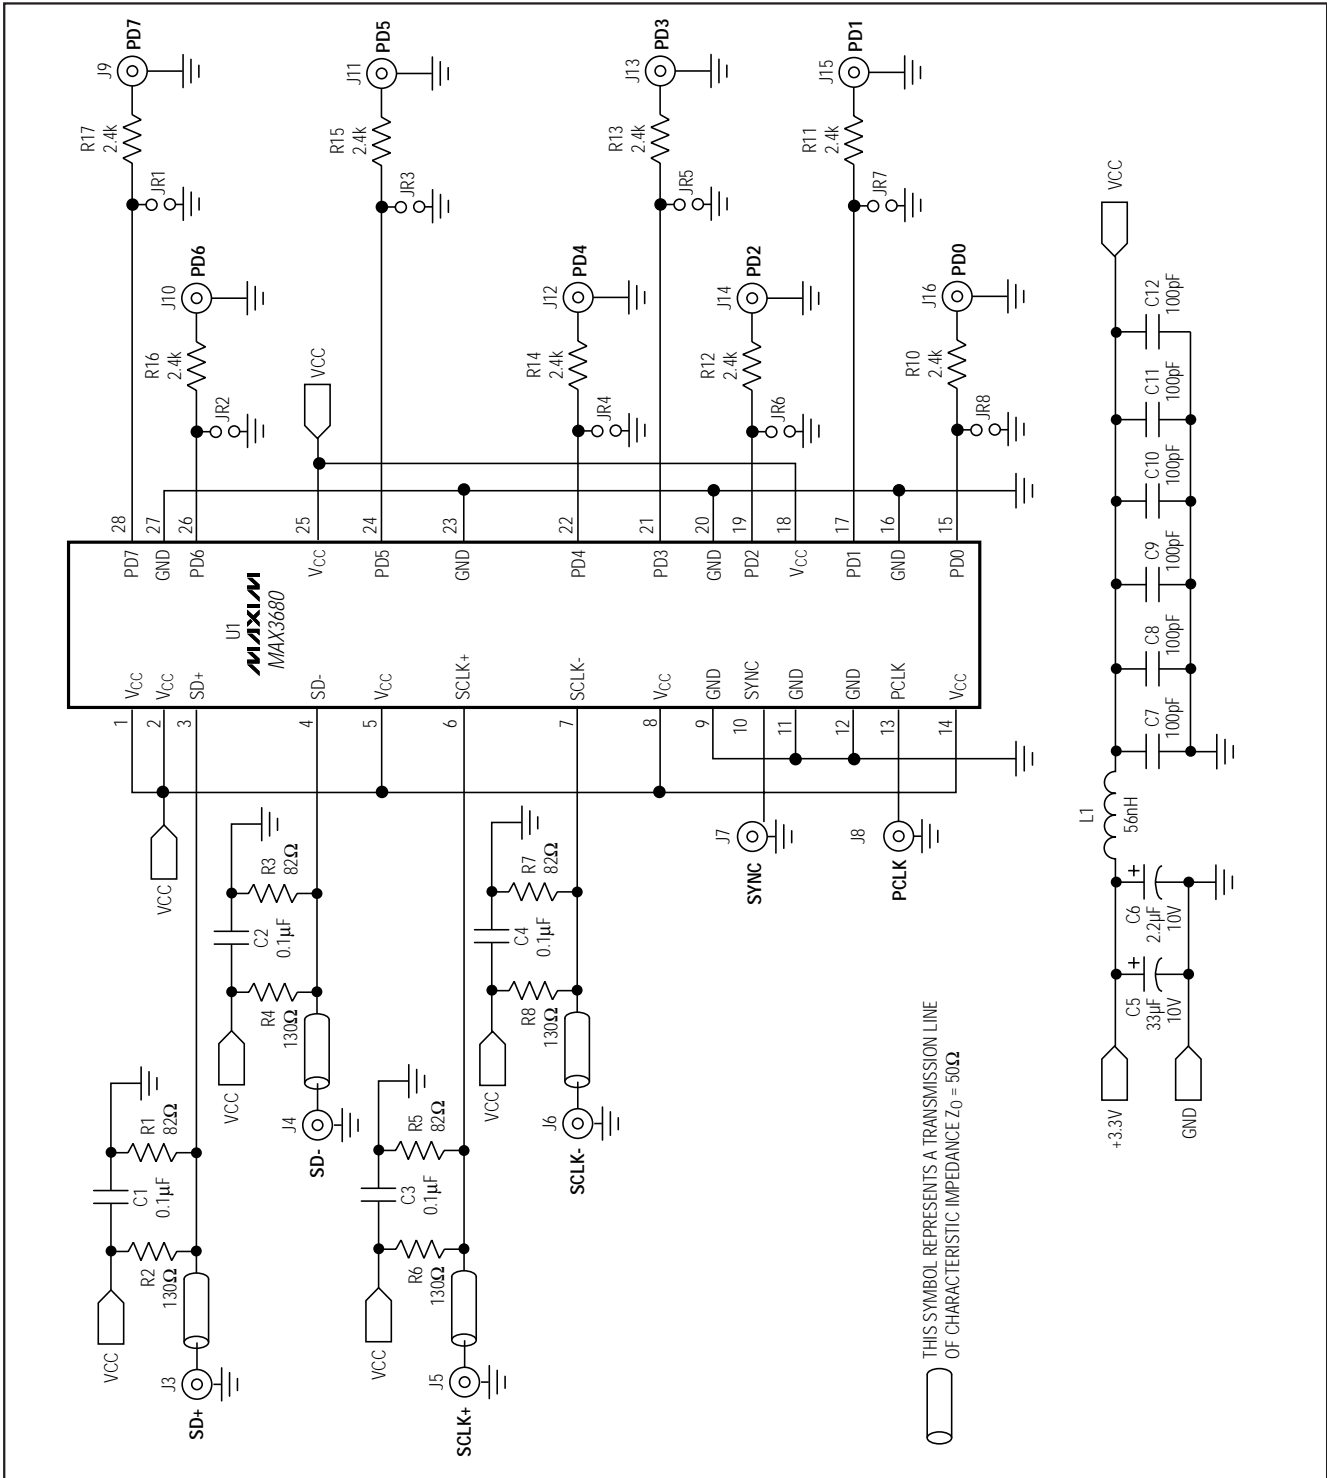 SD+
J3
VCC
R2
130Ω
C1
0.1µF
R1
82Ω
SD-
J4
VCC
R4
130Ω
C2
0.1µF
R3
82Ω
SCLK+
J5
VCC
R6
130Ω
C3
0.1µF
R5
82Ω
SCLK-
J6
VCC
R8
130Ω
C4
0.1µF
R7
82Ω
VCC
SYNC
J7
PCLK
J8
1
2
3
4
5
6
7
8
9
10
11
12
13
14
VCC
VCC
SD+
SD-
VCC
SCLK+
SCLK-
VCC
GND
SYNC
GND
GND
PCLK
VCC
U1
MAXIM
MAX3680
PD7
GND
PD6
VCC
PD5
GND
PD4
PD3
GND
PD2
VCC
PD1
GND
PD0
28
27
26
25
24
23
22
21
20
19
18
17
16
15
VCC
JR1
R17
2.4k
J9
PD7
JR2
R16
2.4k
J10
PD6
JR3
R15
2.4k
J11
PD5
JR4
R14
2.4k
J12
PD4
JR5
R13
2.4k
J13
PD3
JR6
R12
2.4k
J14
PD2
JR7
R11
2.4k
J15
PD1
JR8
R10
2.4k
J16
PD0
THIS SYMBOL REPRESENTS A TRANSMISSION LINE
OF CHARACTERISTIC IMPEDANCE ZO = 50Ω
+3.3V
GND
C5
33µF
10V
C6
2.2µF
10V
L1
56nH
C7
100pF
C8
100pF
C9
100pF
C10
100pF
C11
100pF
C12
100pF
VCC